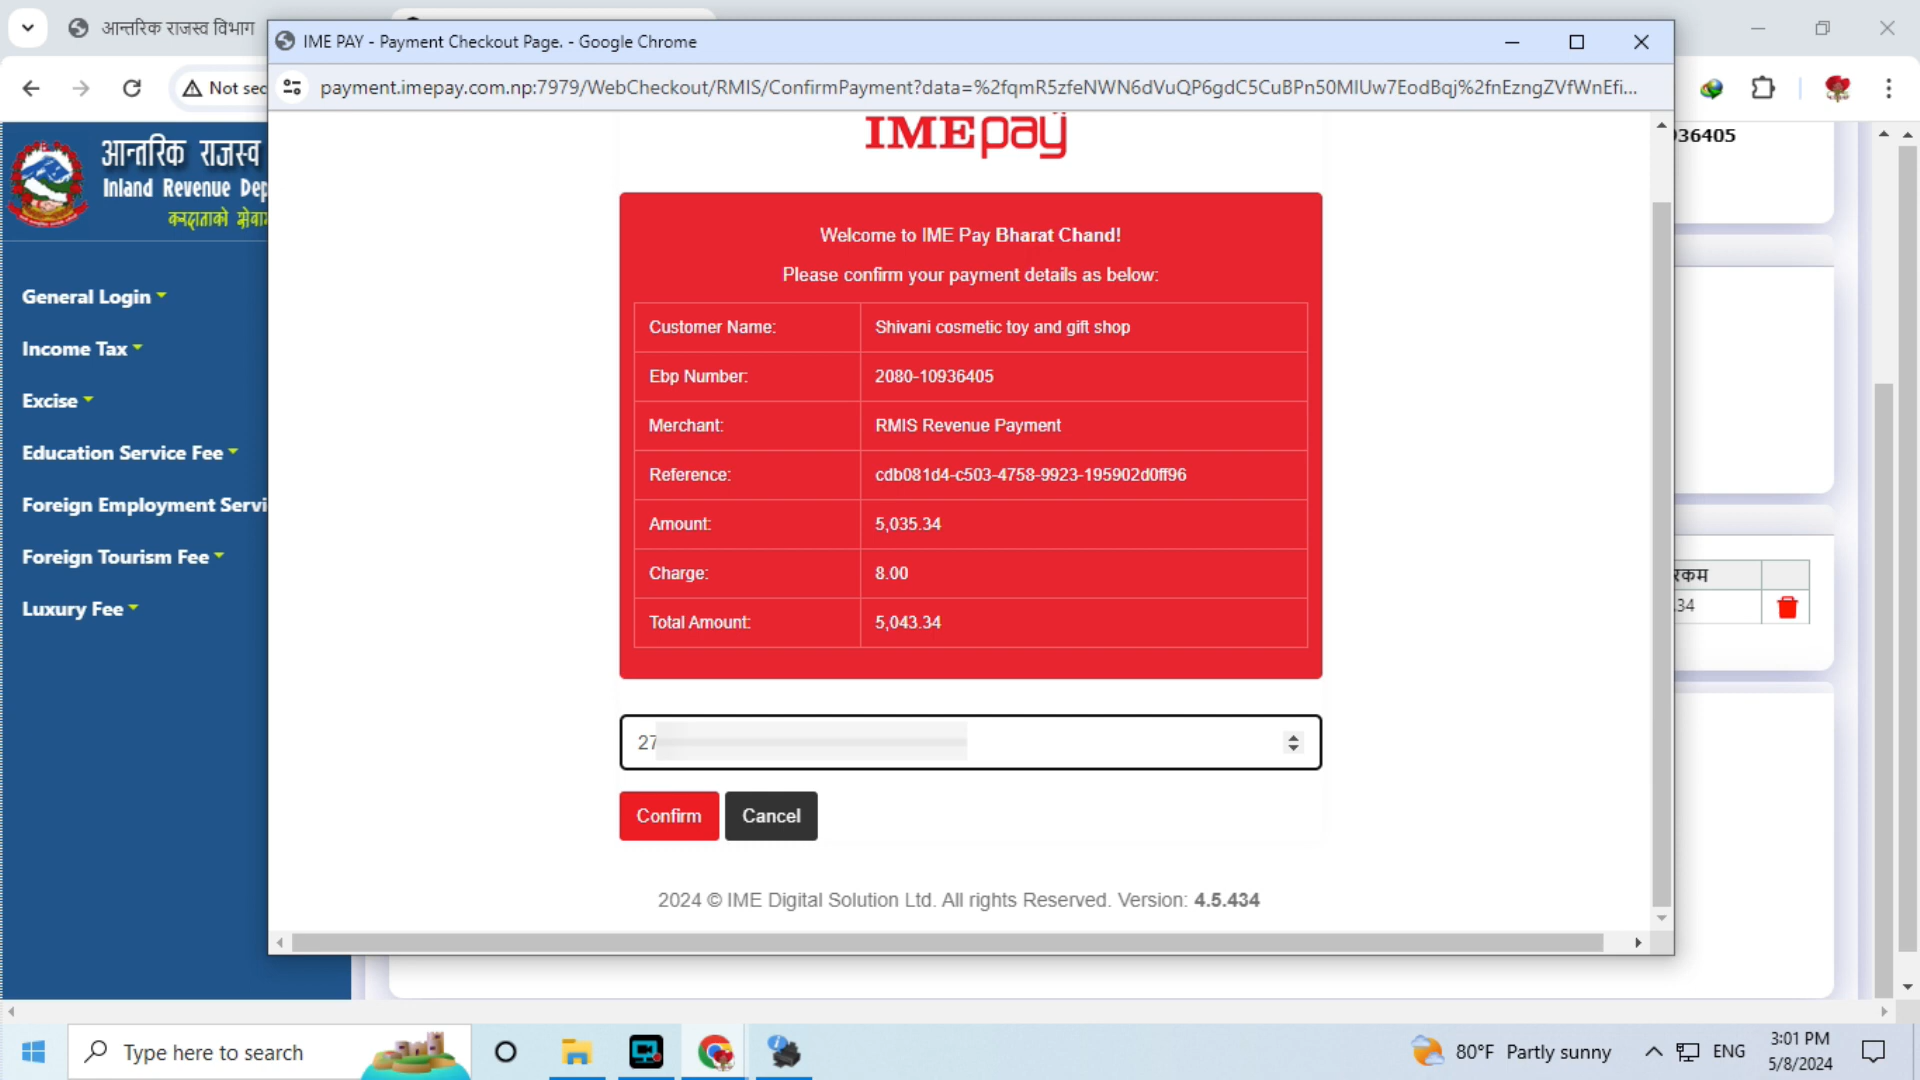 आन्तरिक राजस्व विभाग
IME PAY - Payment Checkout Page. - Google Chrome
Not sec
payment.imepay.com.np:7979/WebCheckout/RMIS/ConfirmPayment?data=%2fqmR5zfeNWN6dVuQP6gdC5CuBPn50MIUw7EodBqj%2fnEzngZVfWnEfi...
आन्तरिक राजस्व
Inland Revenue Dep
करदाताको सेवाम
General Login
Income Tax
Excise
Education Service Fee
Foreign Employment Servi
Foreign Tourism Fee
Luxury Fee
IME pay
Welcome to IME Pay Bharat Chand!
Please confirm your payment details as below:
Customer Name: Shivani cosmetic toy and gift shop
Ebp Number: 2080-10936405
Merchant: RMIS Revenue Payment
Reference: cdb081d4-c503-4758-9923-195902d0ff96
Amount: 5,035.34
Charge: 8.00
Total Amount: 5,043.34
27
Confirm Cancel
2024 © IME Digital Solution Ltd. All rights Reserved. Version: 4.5.434
36405
रकम
.34
Type here to search
80°F Partly sunny
ENG
3:01 PM
5/8/2024